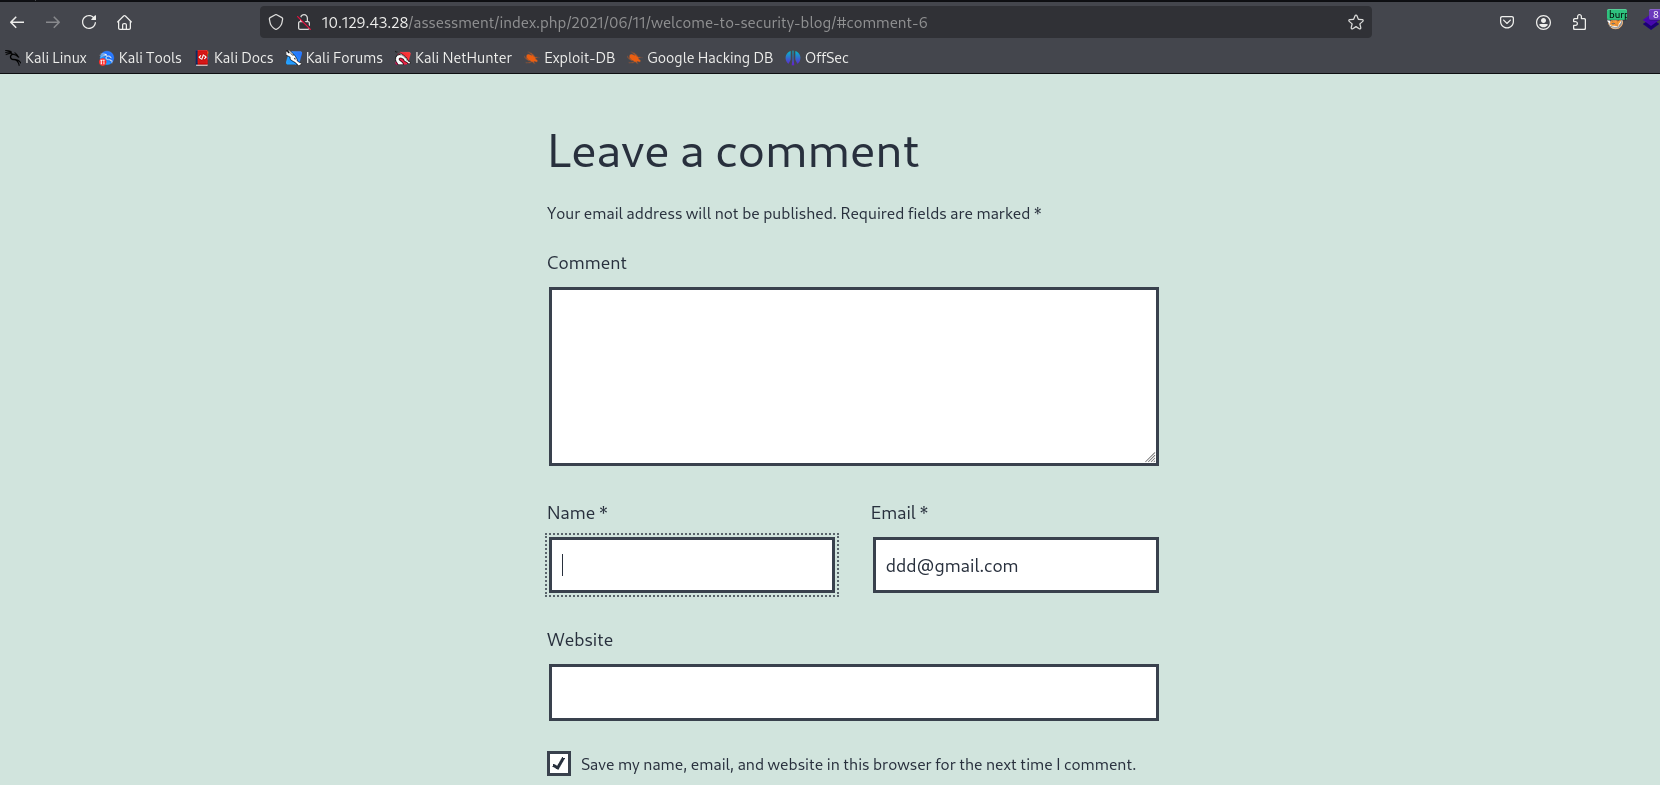 10.129.43.28/assessment/index.php/2021/06/11/welcome-to-security-blog/#comment-6
Kali Linux Kali Tools Kali Docs Kali Forums Kali NetHunter Exploit-DB Google Hacking DB OffSec
Leave a comment
Your email address will not be published. Required fields are marked *
Comment
Name * Email *
ddd@gmail.com
Website
Save my name, email, and website in this browser for the next time I comment.